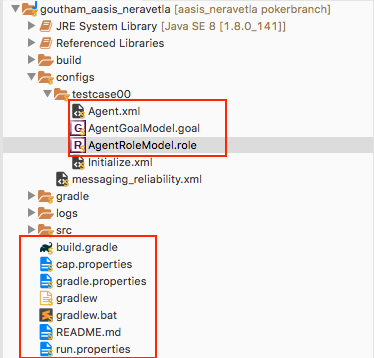 goutham_aasis_neravetla [aasis_neravetla pokerbranch]
JRE System Library [Java SE 8 [1.8.0_141]]
Referenced Libraries
build
configs
testcase00
Agent.xml
G AgentGoalModel.goal
R AgentRoleModel.role
Initialize.xml
messaging_reliability.xml
gradle
logs
src
build.gradle
cap.properties
gradle.properties
gradlew
gradlew.bat
README.md
run.properties